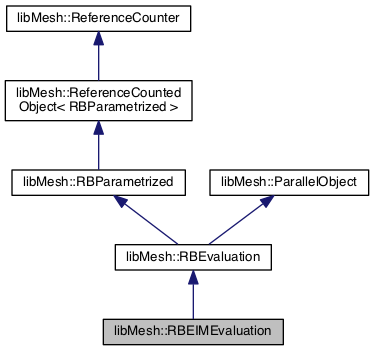 libMesh::ReferenceCounter
libMesh::ReferenceCounted
Object< RBParametrized >
libMesh::RBParametrized
libMesh::ParallelObject
libMesh::RBEvaluation
libMesh::RBEIMEvaluation